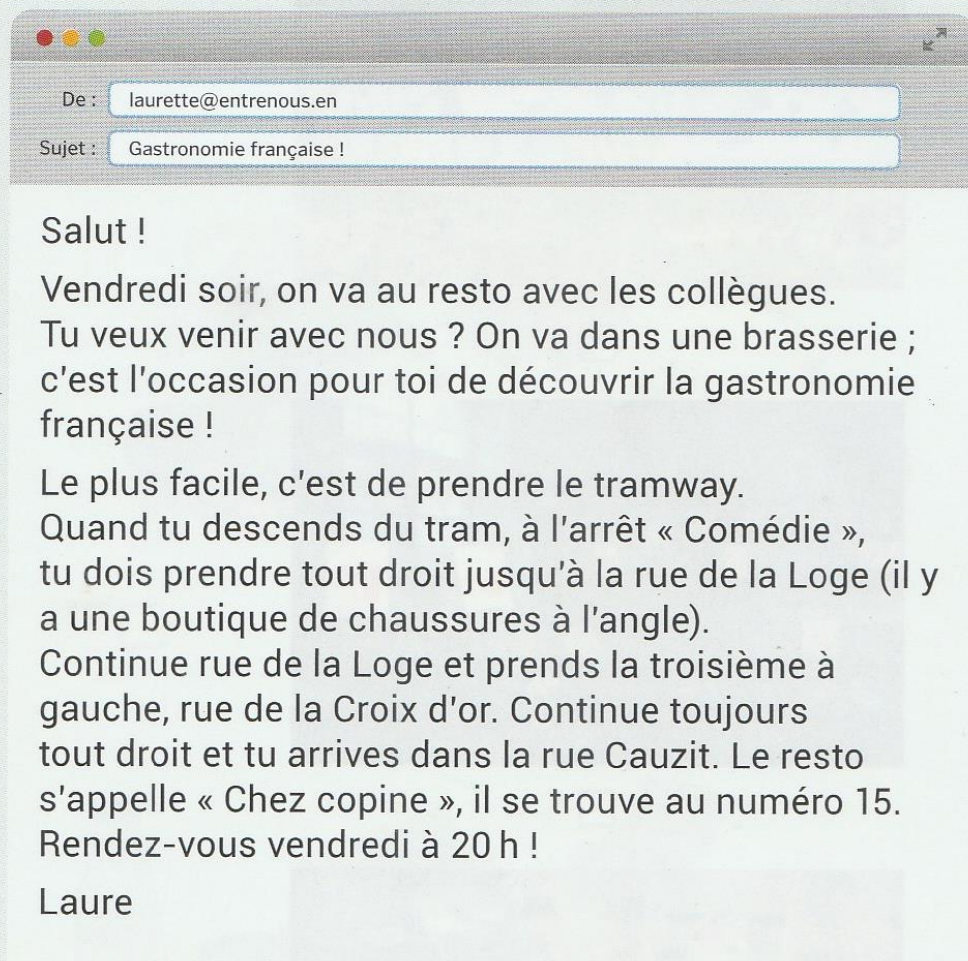 De : laurette@entrenous.en
Sujet : Gastronomie française !
Salut !
Vendredi soir, on va au resto avec les collègues.
Tu veux venir avec nous ? On va dans une brasserie ;
c'est l'occasion pour toi de découvrir la gastronomie
française !
Le plus facile, c'est de prendre le tramway.
Quand tu descends du tram, à l'arrêt « Comédie »,
tu dois prendre tout droit jusqu'à la rue de la Loge (il y
a une boutique de chaussures à l'angle).
Continue rue de la Loge et prends la troisième à
gauche, rue de la Croix d'or. Continue toujours
tout droit et tu arrives dans la rue Cauzit. Le resto
s'appelle « Chez copine », il se trouve au numéro 15.
Rendez-vous vendredi à 20 h !
Laure